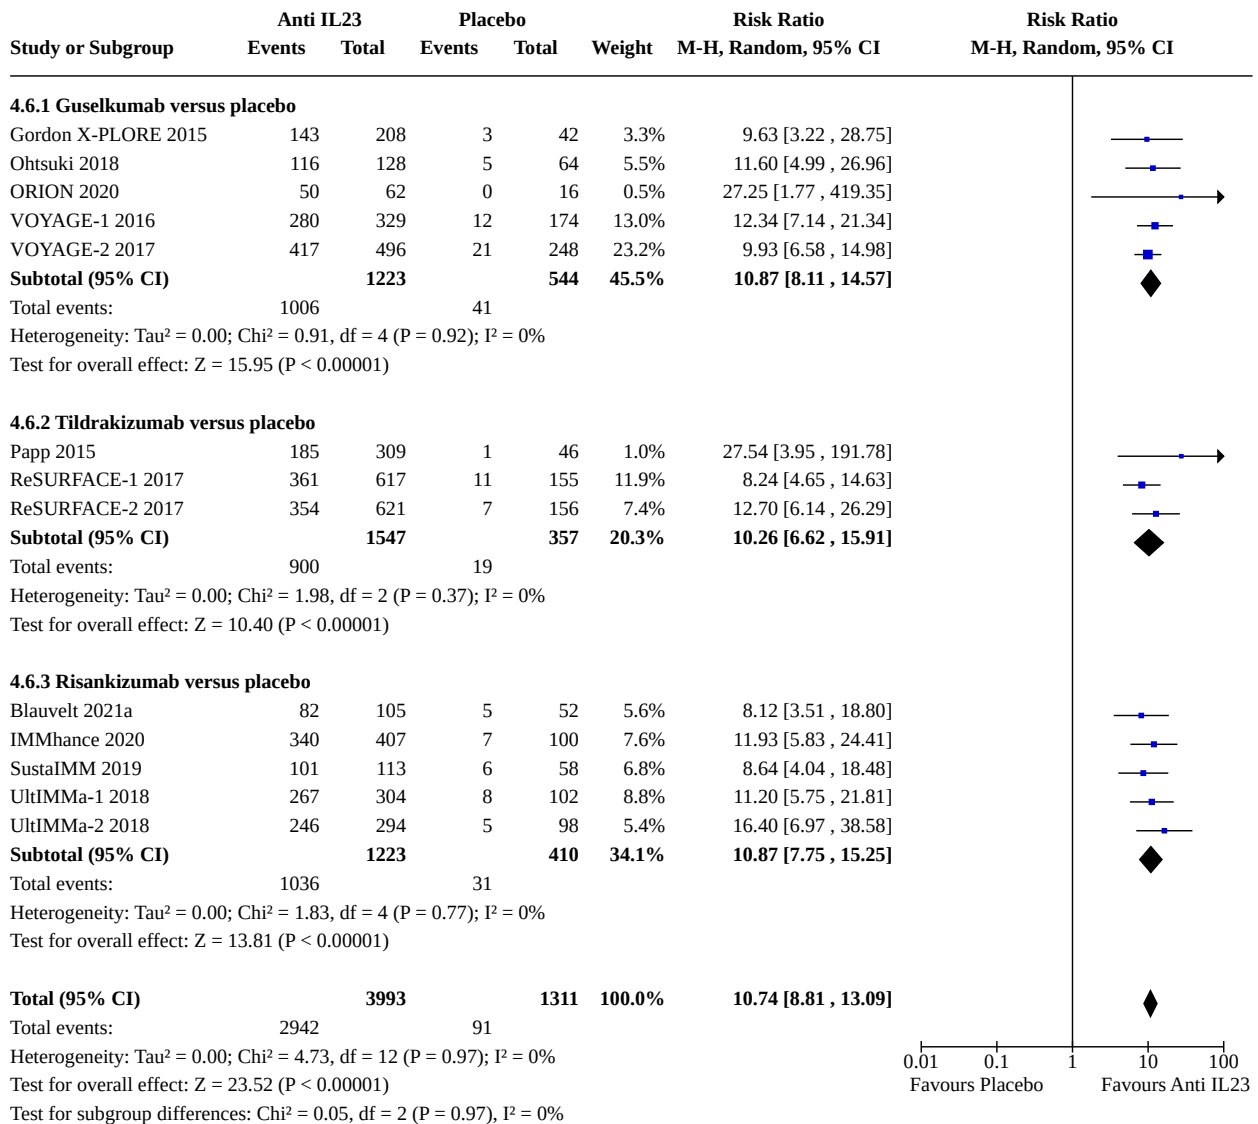 Anti IL23 Placebo Risk Ratio Risk Ratio
Study or Subgroup Events Total Events Total Weight M-H, Random, 95% CI M-H, Random, 95% CI
4.6.1 Guselkumab versus placebo
Gordon X-PLORE 2015 143 208 3 42 3.3% 9.63 [3.22 , 28.75]
Ohtsuki 2018 116 128 5 64 5.5% 11.60 [4.99 , 26.96]
ORION 2020 50 62 0 16 0.5% 27.25 [1.77 , 419.35]
VOYAGE-1 2016 280 329 12 174 13.0% 12.34 [7.14 , 21.34]
VOYAGE-2 2017 417 496 21 248 23.2% 9.93 [6.58 , 14.98]
Subtotal (95% CI) 1223 544 45.5% 10.87 [8.11 , 14.57]
Total events: 1006 41
Heterogeneity: Tau² = 0.00; Chi² = 0.91, df = 4 (P = 0.92); I² = 0%
Test for overall effect: Z = 15.95 (P < 0.00001)
4.6.2 Tildrakizumab versus placebo
Papp 2015 185 309 1 46 1.0% 27.54 [3.95 , 191.78]
ReSURFACE-1 2017 361 617 11 155 11.9% 8.24 [4.65 , 14.63]
ReSURFACE-2 2017 354 621 7 156 7.4% 12.70 [6.14 , 26.29]
Subtotal (95% CI) 1547 357 20.3% 10.26 [6.62 , 15.91]
Total events: 900 19
Heterogeneity: Tau² = 0.00; Chi² = 1.98, df = 2 (P = 0.37); I² = 0%
Test for overall effect: Z = 10.40 (P < 0.00001)
4.6.3 Risankizumab versus placebo
Blauvelt 2021a 82 105 5 52 5.6% 8.12 [3.51 , 18.80]
IMMhance 2020 340 407 7 100 7.6% 11.93 [5.83 , 24.41]
SustaIMM 2019 101 113 6 58 6.8% 8.64 [4.04 , 18.48]
UltIMMa-1 2018 267 304 8 102 8.8% 11.20 [5.75 , 21.81]
UltIMMa-2 2018 246 294 5 98 5.4% 16.40 [6.97 , 38.58]
Subtotal (95% CI) 1223 410 34.1% 10.87 [7.75 , 15.25]
Total events: 1036 31
Heterogeneity: Tau² = 0.00; Chi² = 1.83, df = 4 (P = 0.77); I² = 0%
Test for overall effect: Z = 13.81 (P < 0.00001)
Total (95% CI) 3993 1311 100.0% 10.74 [8.81 , 13.09]
Total events: 2942 91
Heterogeneity: Tau² = 0.00; Chi² = 4.73, df = 12 (P = 0.97); I² = 0%
0.01 0.1 1 10 100
Test for overall effect: Z = 23.52 (P < 0.00001)
Favours Placebo Favours Anti IL23
Test for subgroup differences: Chi² = 0.05, df = 2 (P = 0.97), I² = 0%